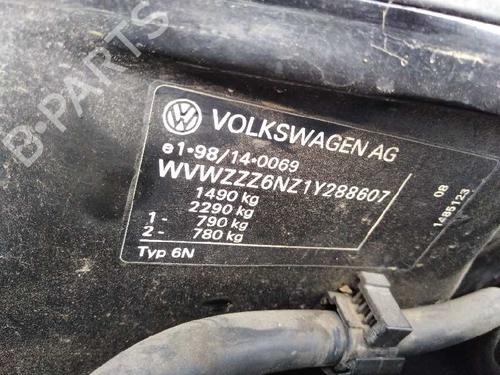 B-PARTS
VOLKSWAGEN AG
e1*98/14*0069
WVWZZZ6NZ1Y288607
1490 kg
2290 kg
1- 790 kg
2- 780 kg
Typ 6N
08
1485123